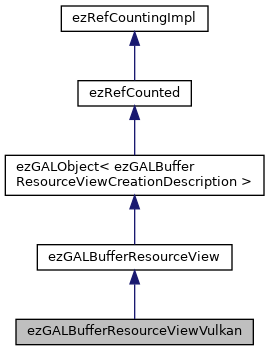 ezRefCountingImpl
ezRefCounted
ezGALObject< ezGALBuffer
ResourceViewCreationDescription >
ezGALBufferResourceView
ezGALBufferResourceViewVulkan